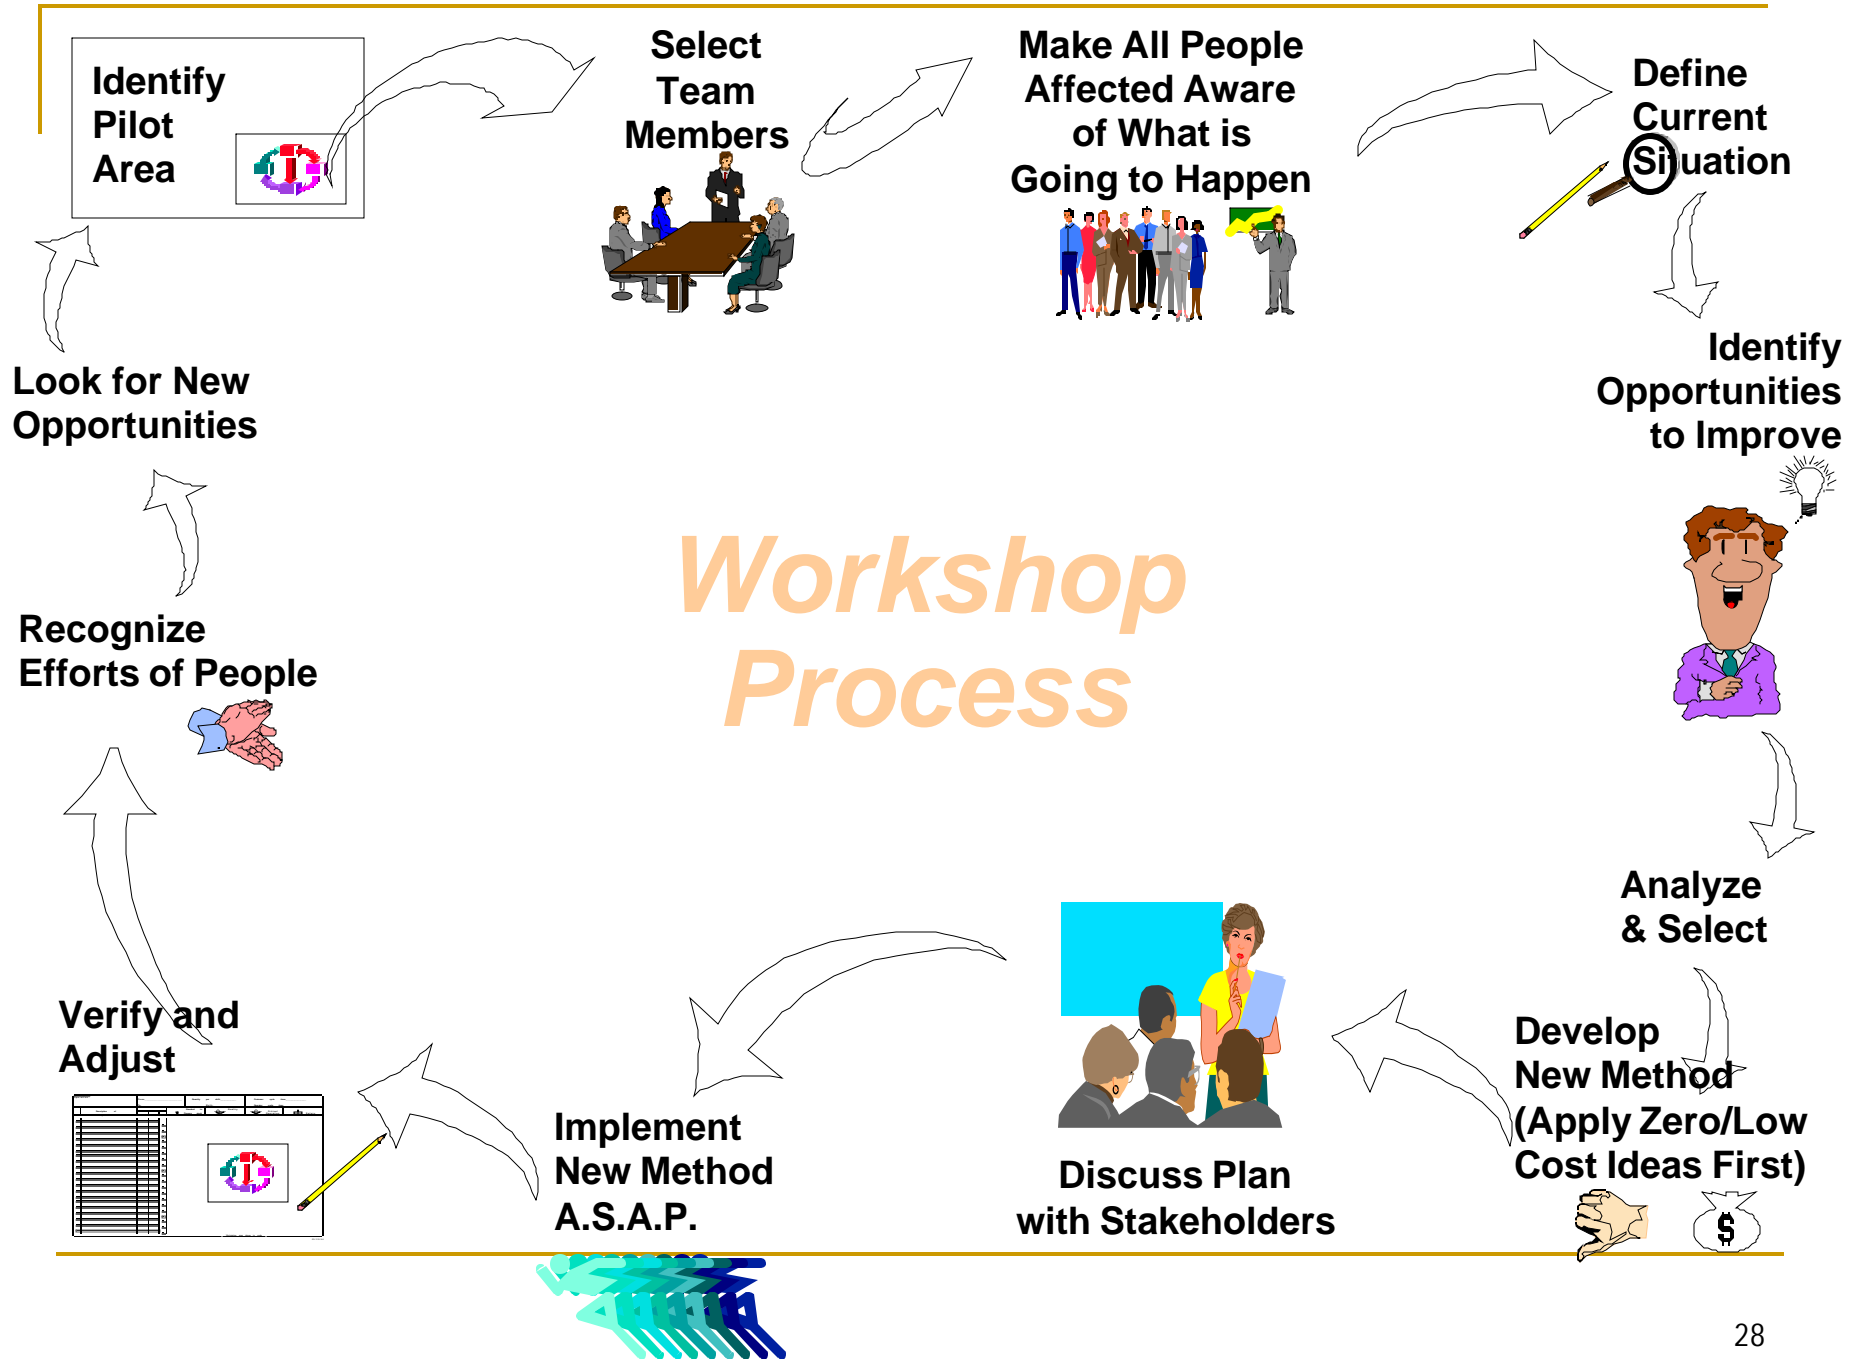 Identify
Pilot
Area
Select
Team
Members
Make All People
Affected Aware
of What is
Going to Happen
Define
Current
Situation
Identify
Opportunities
to Improve
Analyze
& Select
Develop
New Method
(Apply Zero/Low
Cost Ideas First)
$
Discuss Plan
with Stakeholders
Implement
New Method
A.S.A.P.
Verify and
Adjust
Recognize
Efforts of People
Look for New
Opportunities
Workshop
Process
28